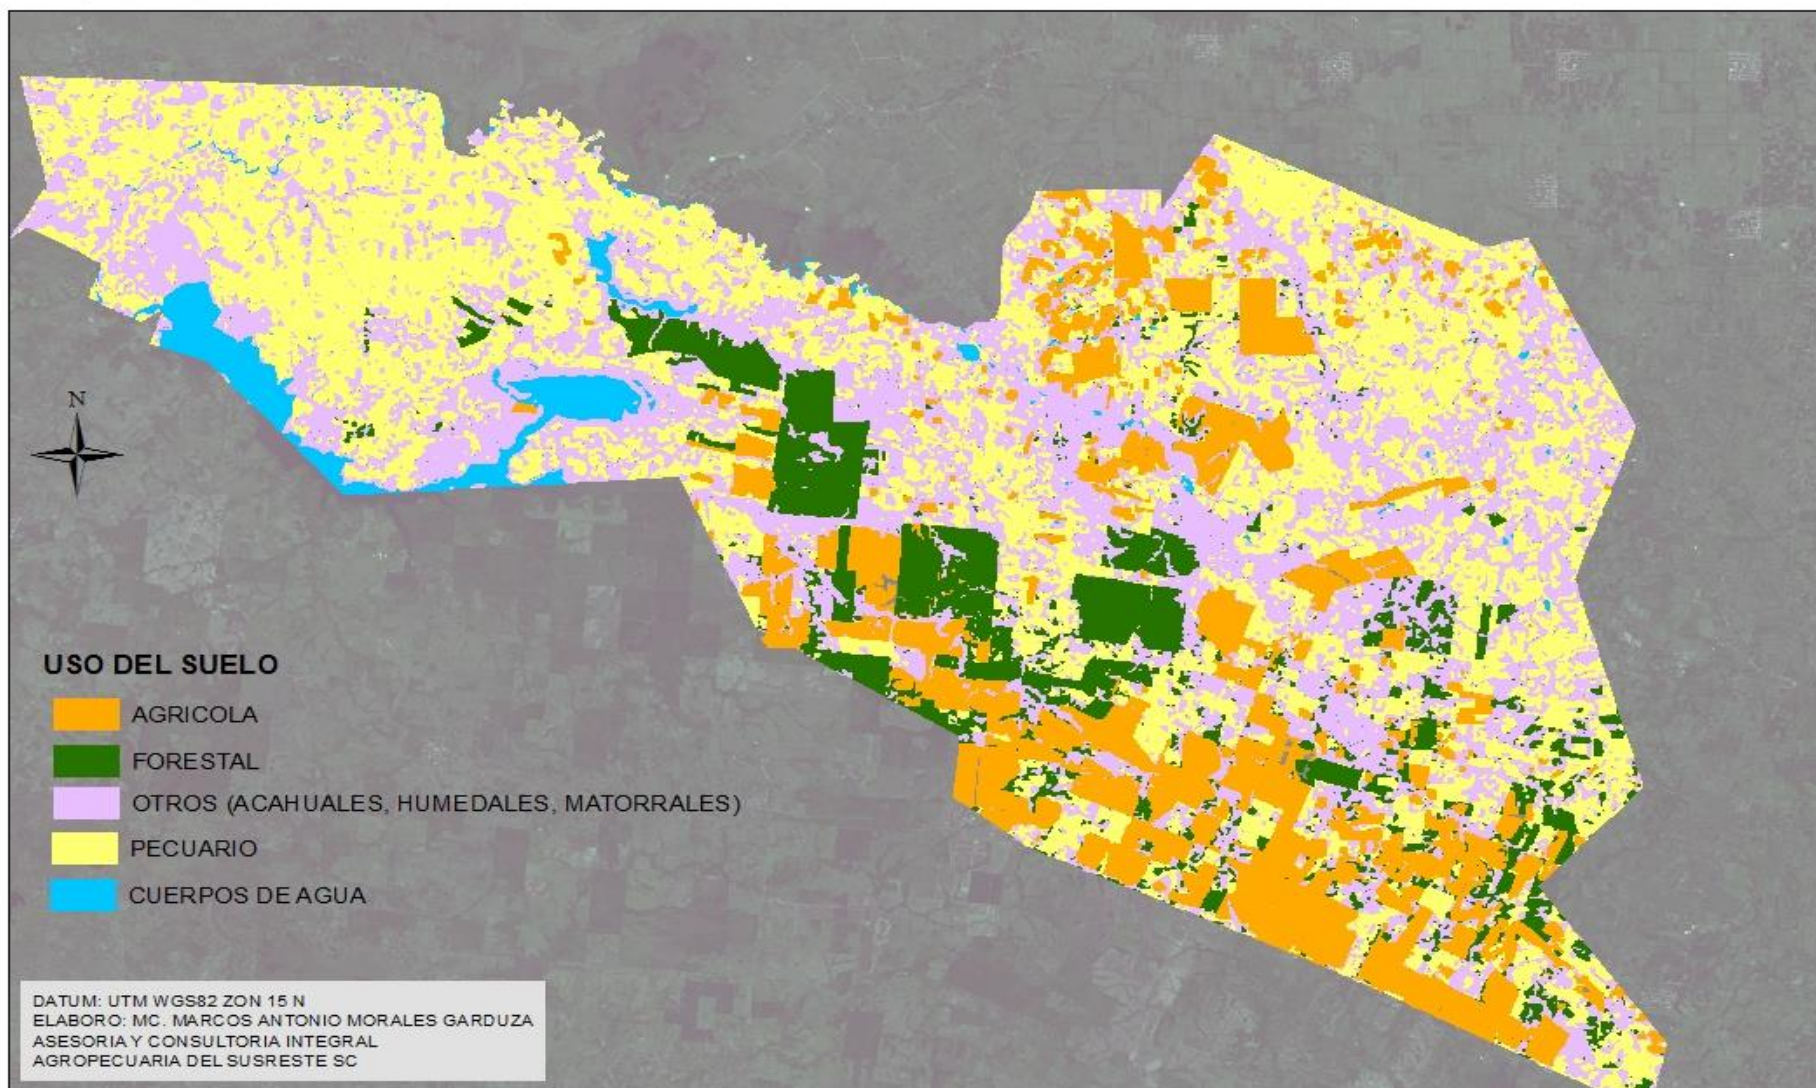 N
USO DEL SUELO
AGRICOLA
FORESTAL
OTROS (ACAHUALES, HUMEDALES, MATORRALES)
PECUARIO
CUERPOS DE AGUA
DATUM: UTM WGS82 ZON 15 N
ELABORO: MC. MARCOS ANTONIO MORALES GARDUZA
ASESORIA Y CONSULTORIA INTEGRAL
AGROPECUARIA DEL SUSRESTE SC